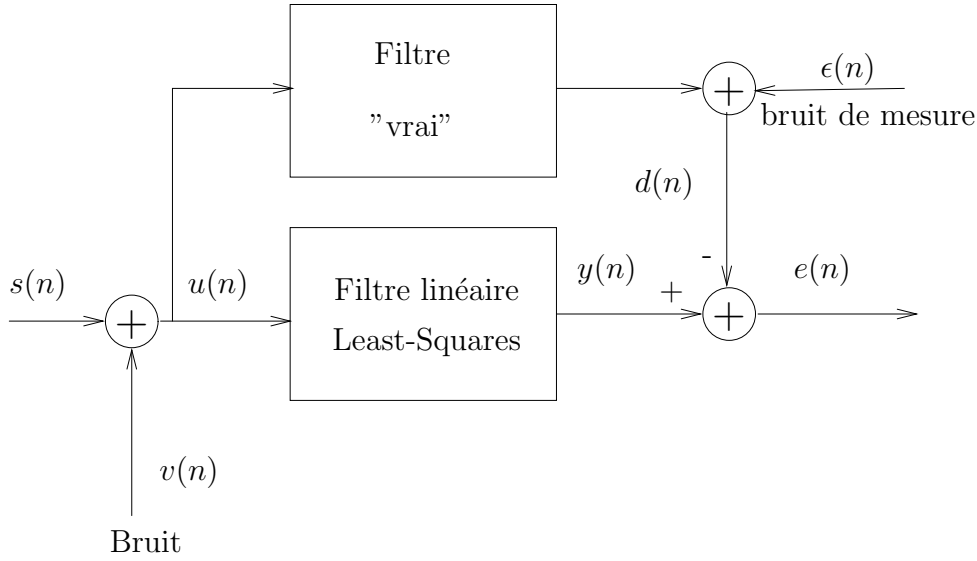 Filtre
"vrai"
ϵ(n)
bruit de mesure
+
d(n)
s(n)
u(n)
Filtre linéaire
Least-Squares
y(n)
-
+
e(n)
+
+
v(n)
Bruit